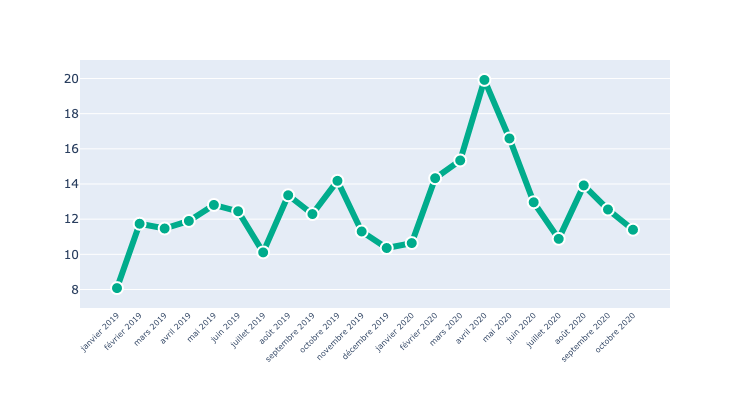 20
18
16
14
12
10
8
janvier 2019
février 2019
mars 2019
avril 2019
mai 2019
juin 2019
juillet 2019
août 2019
septembre 2019
octobre 2019
novembre 2019
décembre 2019
janvier 2020
février 2020
mars 2020
avril 2020
mai 2020
juin 2020
juillet 2020
août 2020
septembre 2020
octobre 2020